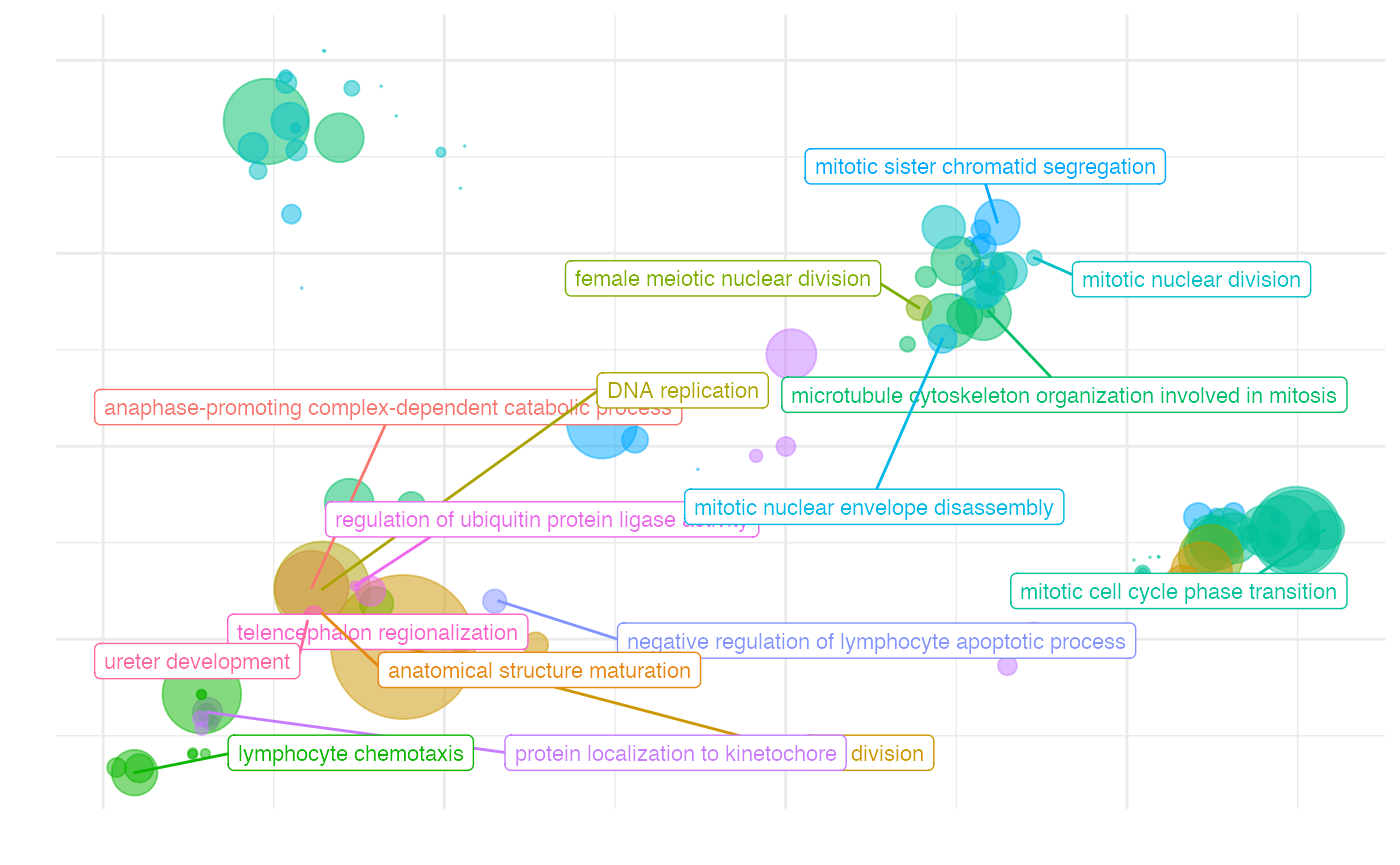 mitotic sister chromatid segregation
female meiotic nuclear division
mitotic nuclear division
DNA replication
anaphase-promoting complex-dependent catabolic process
microtubule cytoskeleton organization involved in mitosis
regulation of ubiquitin protein ligase activity
mitotic nuclear envelope disassembly
mitotic cell cycle phase transition
telencephalon regionalization
negative regulation of lymphocyte apoptotic process
ureter development
anatomical structure maturation
lymphocyte chemotaxis
protein localization to kinetochore
division